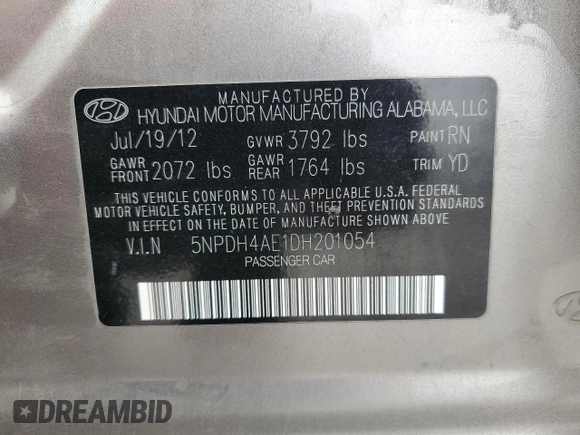 MANUFACTURED BY
HYUNDAI MOTOR MANUFACTURING ALABAMA, LLC
Jul/19/12 GVWR 3792 lbs PAINT RN
GAWR FRONT 2072 lbs GAWR REAR 1764 lbs TRIM YD
THIS VEHICLE CONFORMS TO ALL APPLICABLE U.S.A. FEDERAL
MOTOR VEHICLE SAFETY, BUMPER, AND THEFT PREVENTION STANDARDS
IN EFFECT ON THE DATE OF MANUFACTURE SHOWN ABOVE.
V.I.N 5NPDH4AE1DH201054
PASSENGER CAR
DREAMBID